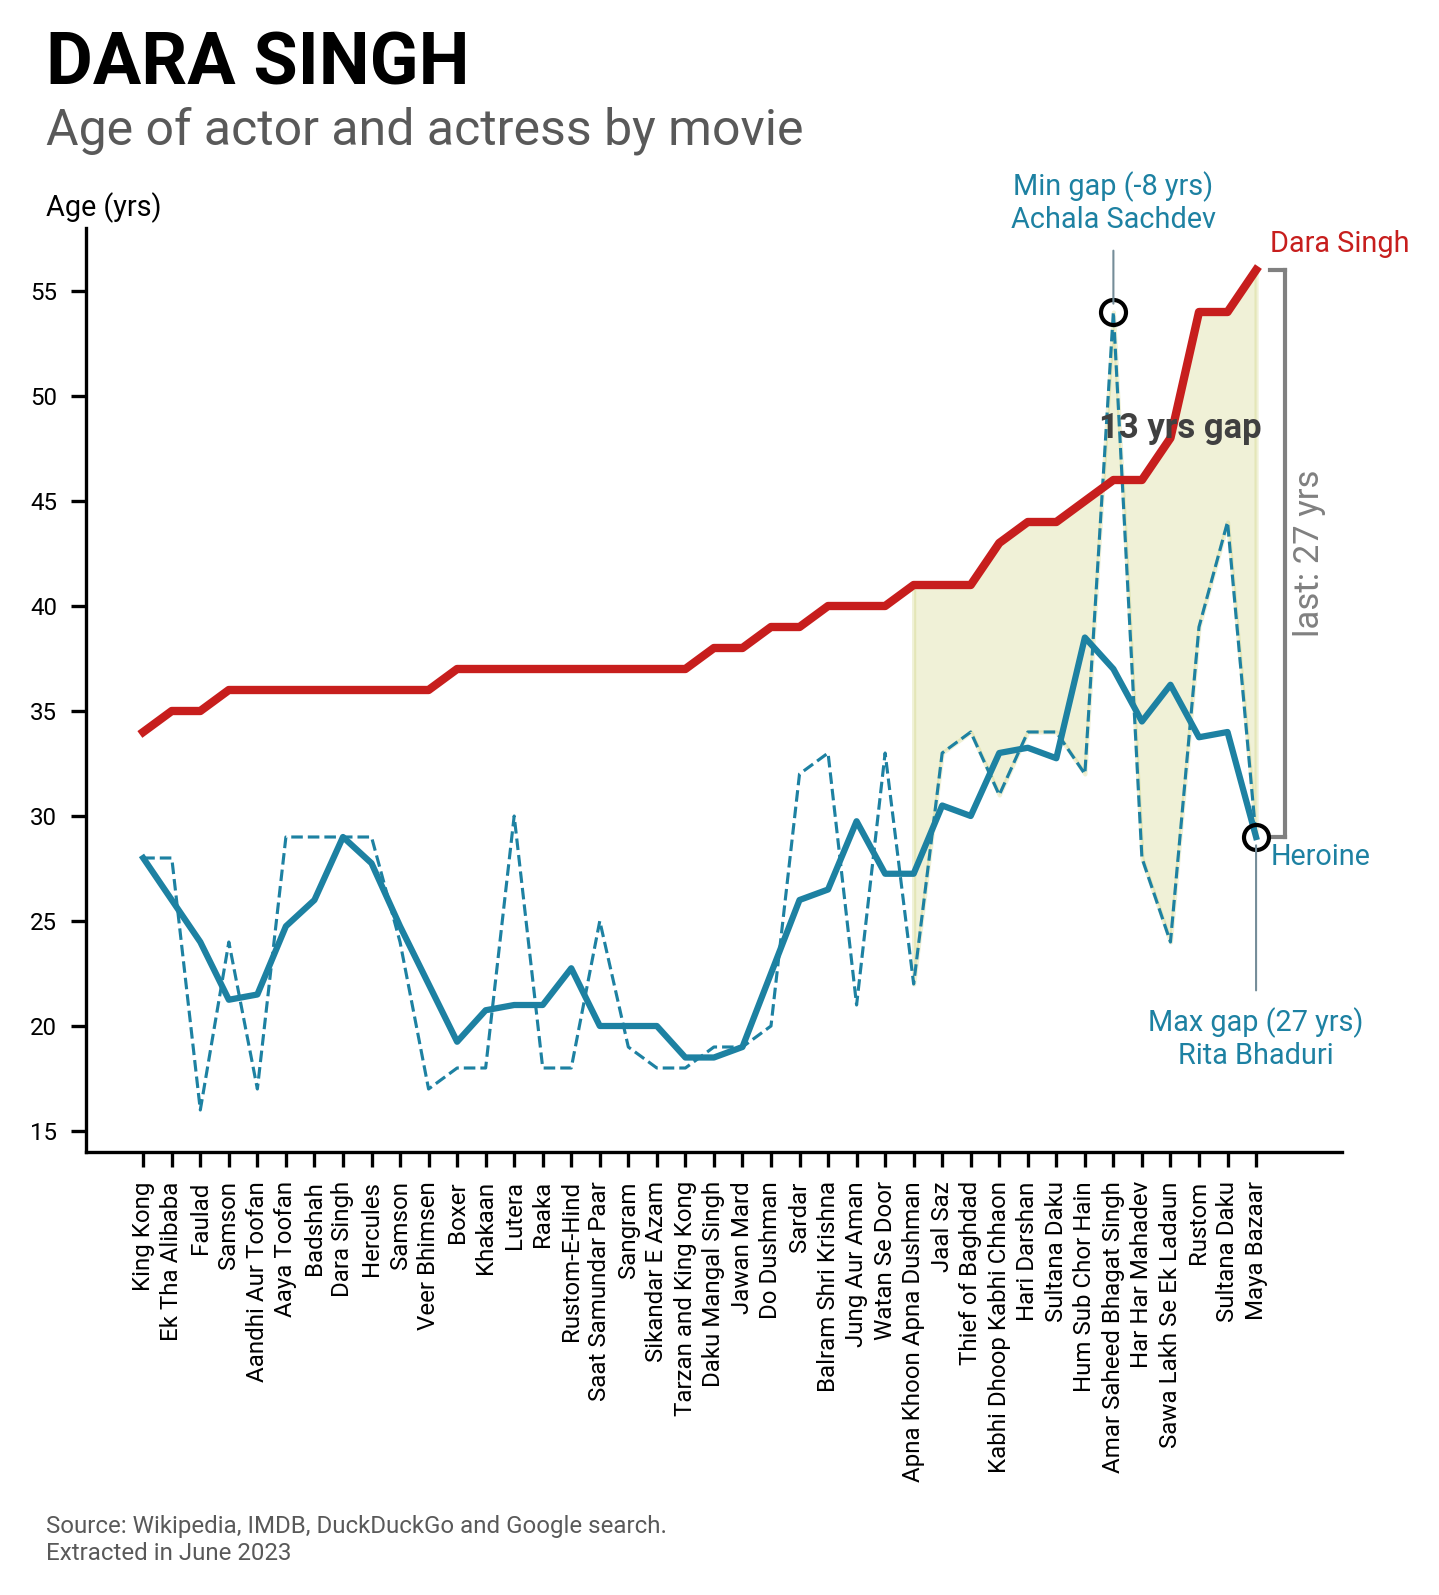 DARA SINGH
Age of actor and actress by movie
Min gap (-8 yrs)
Achala Sachdev
Age (yrs)
Dara Singh
55
50
13 yrs gap
45
last: 27 yrs
40
35
30
Heroine
25
20
Max gap (27 yrs)
Rita Bhaduri
15
King Kong
Ek Tha Alibaba
Faulad
Samson
Aandhi Aur Toofan
Aaya Toofan
Badshah
Dara Singh
Hercules
Samson
Veer Bhimsen
Boxer
Khakaan
Lutera
Raaka
Rustom-E-Hind
Saat Samundar Paar
Sangram
Sikandar E Azam
Tarzan and King Kong
Daku Mangal Singh
Jawan Mard
Do Dushman
Sardar
Balram Shri Krishna
Jung Aur Aman
Watan Se Door
Apna Khoon Apna Dushman
Jaal Saz
Thief of Baghdad
Kabhi Dhoop Kabhi Chhaon
Hari Darshan
Sultana Daku
Hum Sub Chor Hain
Amar Saheed Bhagat Singh
Har Har Mahadev
Sawa Lakh Se Ek Ladaun
Rustom
Sultana Daku
Maya Bazaar
Source: Wikipedia, IMDB, DuckDuckGo and Google search.
Extracted in June 2023